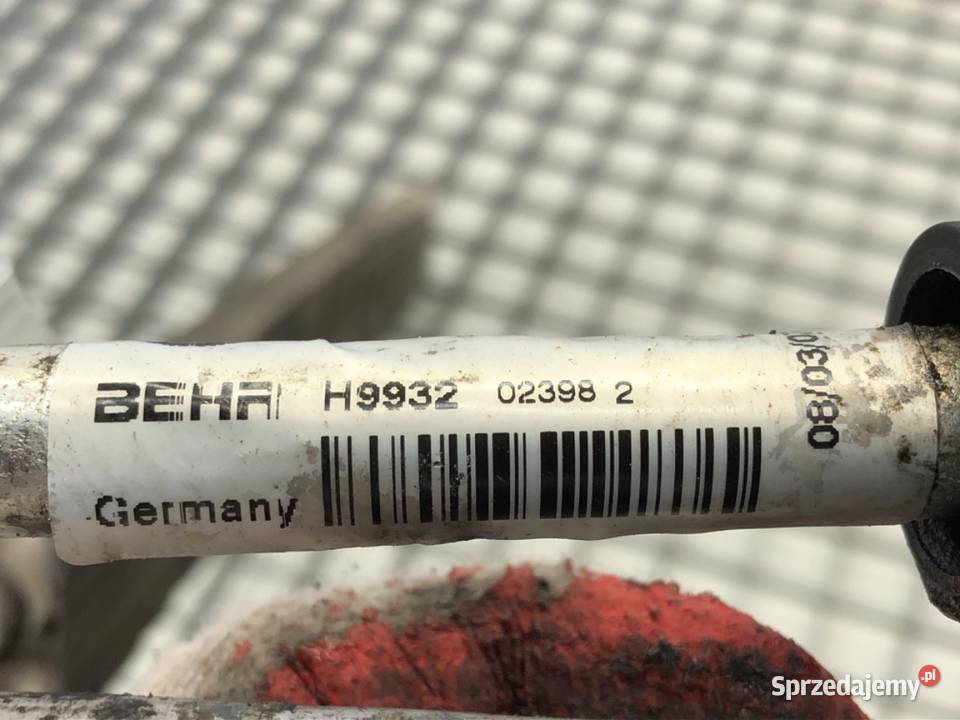 BEHR H9932 02398 2
Germany
08/03/0
Sprzedajemy.pl